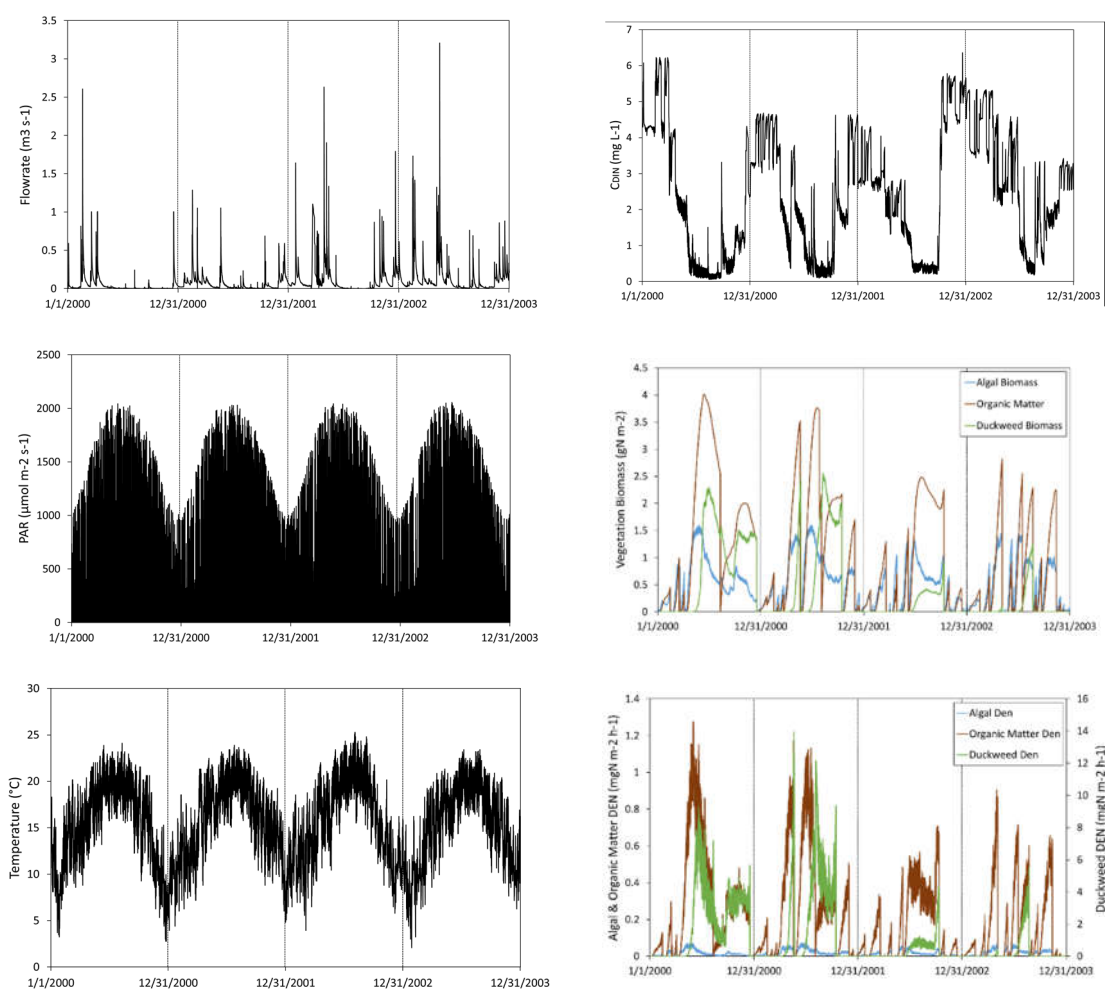 3.5
3
2.5
2
1.5
1
0.5
0
Flowrate (m3 s-1)
1/1/2000 12/31/2000 12/31/2001 12/31/2002 12/31/2003
7
6
5
4
3
2
1
0
CDIN (mg L-1)
1/1/2000 12/31/2000 12/31/2001 12/31/2002 12/31/2003
2500
2000
1500
1000
500
0
PAR (μmol m-2 s-1)
1/1/2000 12/31/2000 12/31/2001 12/31/2002 12/31/2003
4.5
4
3.5
3
2.5
2
1.5
1
0.5
0
Vegetation Biomass (gN m-2)
Algal Biomass
Organic Matter
Duckweed Biomass
1/1/2000 12/31/2000 12/31/2001 12/31/2002 12/31/2003
30
25
20
15
10
5
0
Temperature (°C)
1/1/2000 12/31/2000 12/31/2001 12/31/2002 12/31/2003
1.4
1.2
1
0.8
0.6
0.4
0.2
0
Algal & Organic Matter DEN (mgN m-2 h-1)
Algal Den
Organic Matter Den
Duckweed Den
16
14
12
10
8
6
4
2
0
Duckweed DEN (mgN m-2 h-1)
1/1/2000 12/31/2000 12/31/2001 12/31/2002 12/31/2003